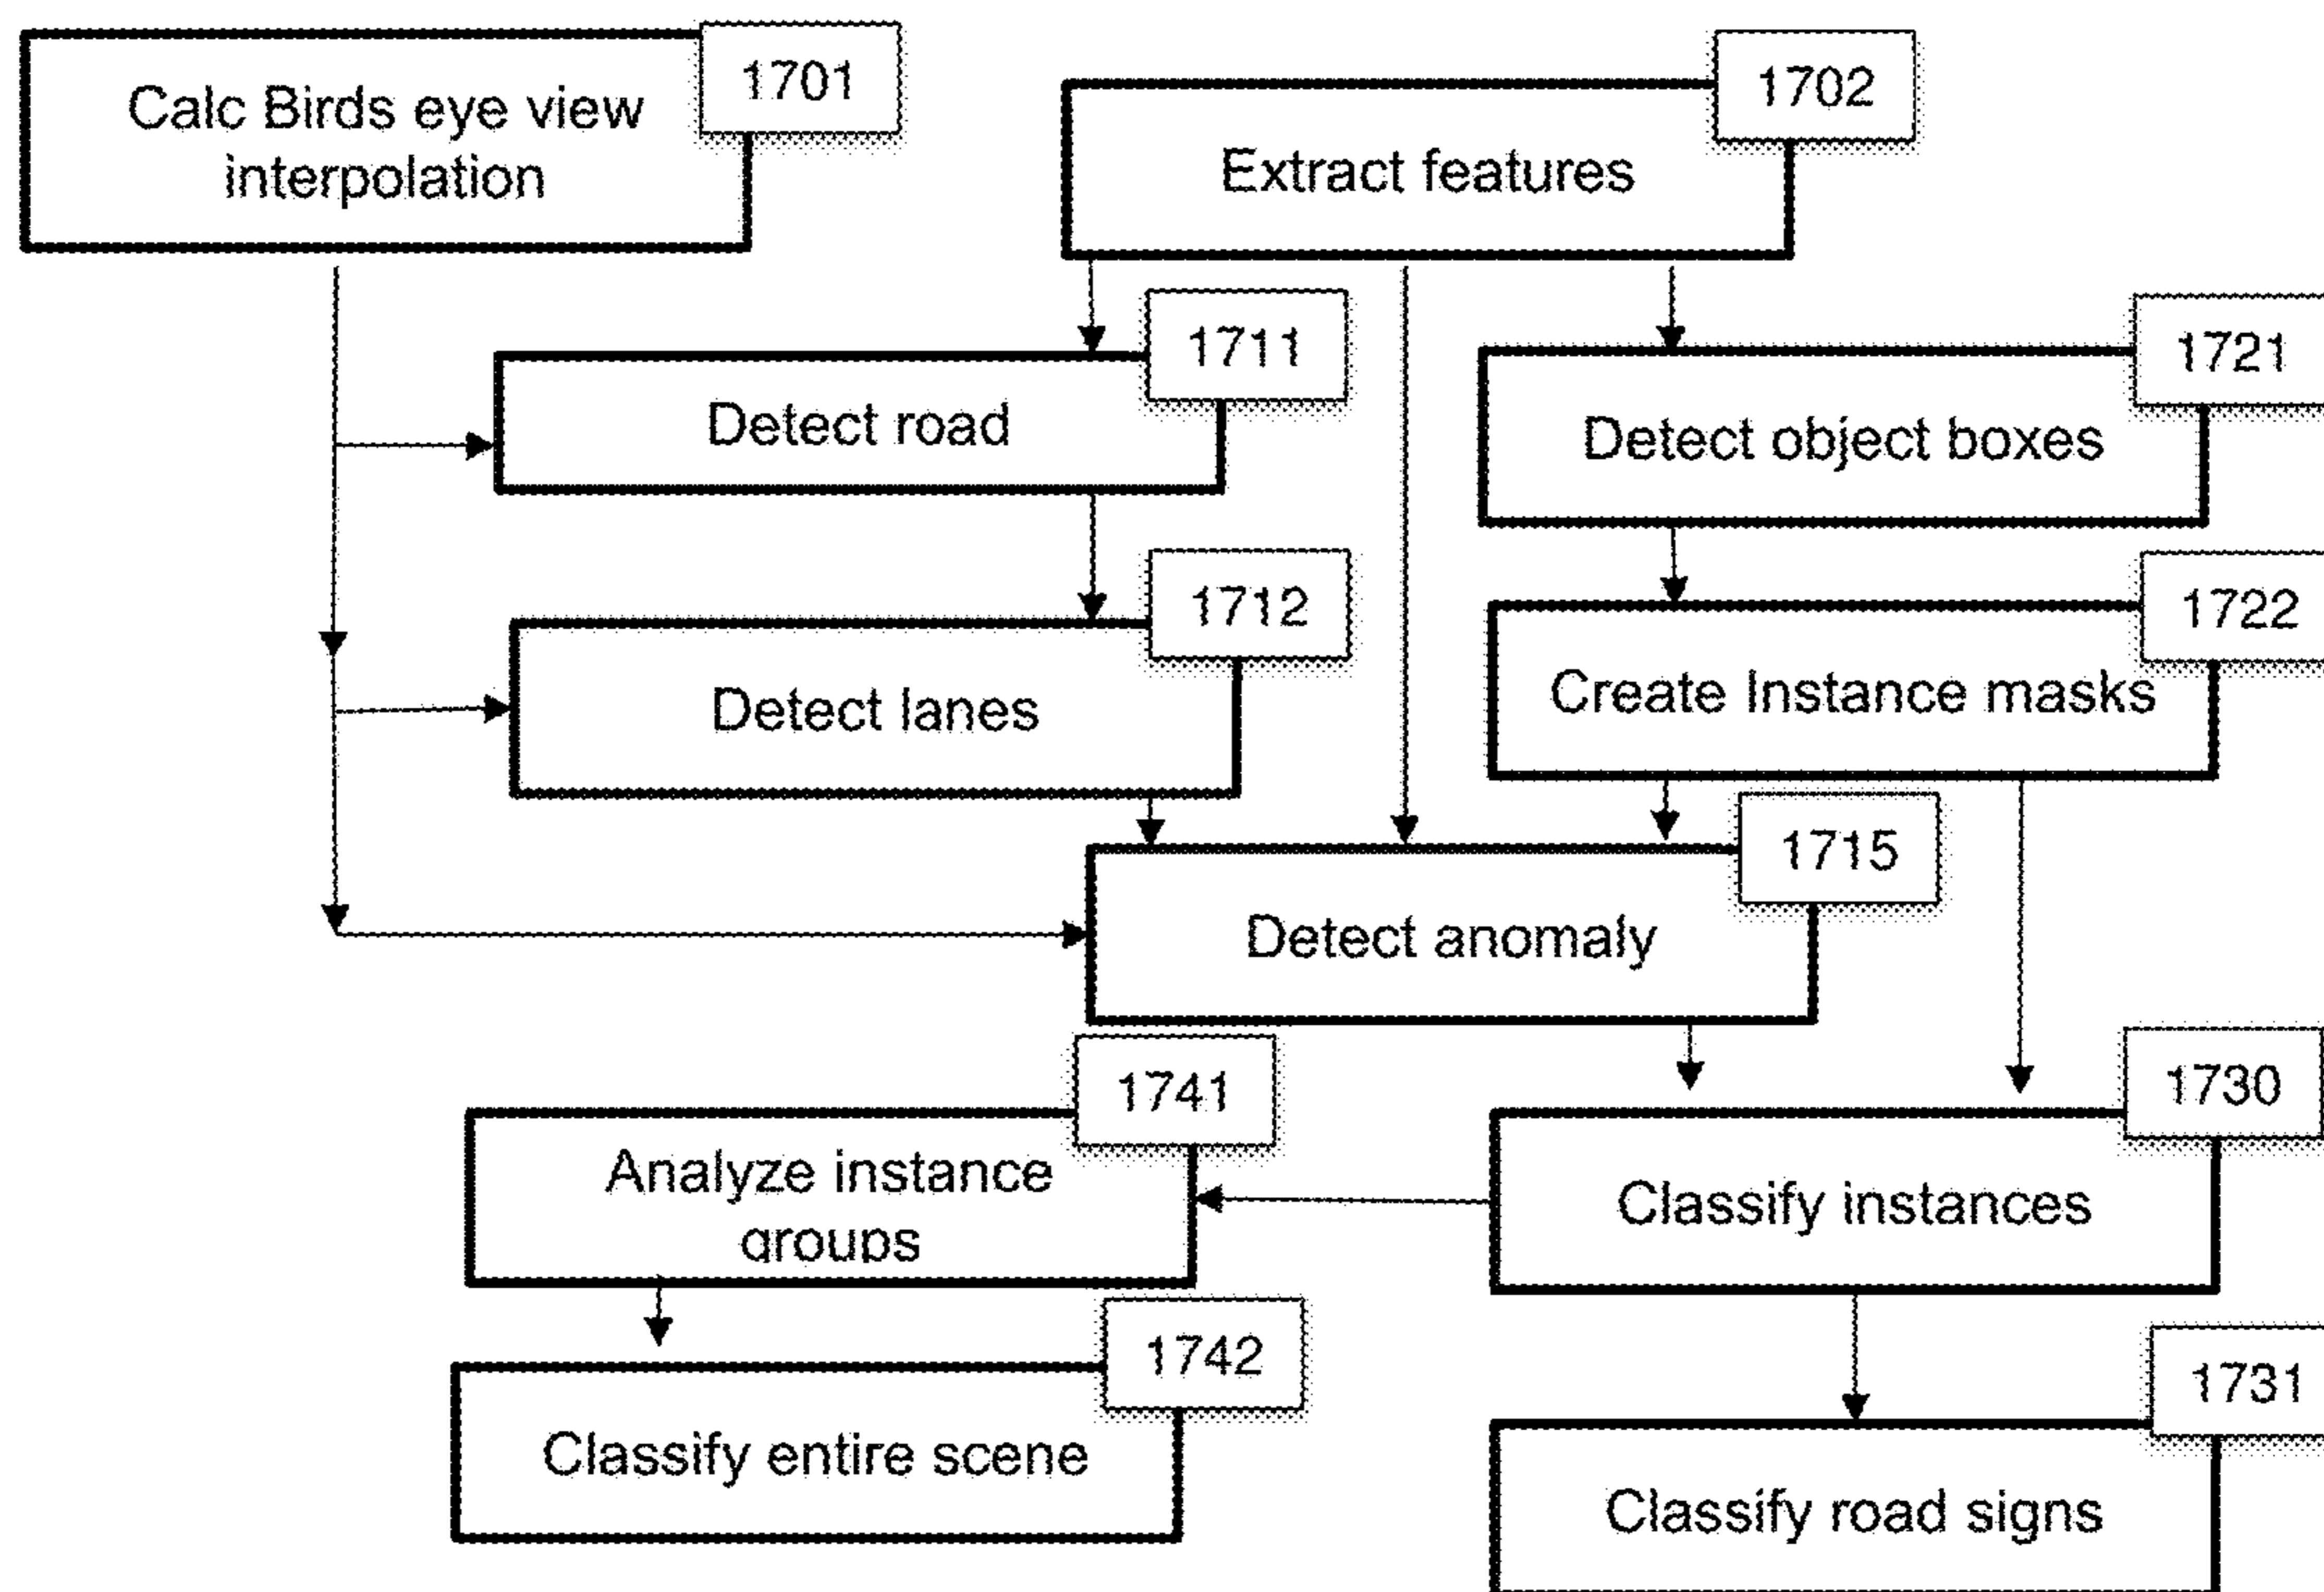 1701
Calc Birds eye view
interpolation
1702
Extract features
1711
Detect road
1721
Detect object boxes
1712
Detect lanes
1722
Create Instance masks
1715
Detect anomaly
1741
Analyze instance
groups
1730
Classify instances
1742
Classify entire scene
1731
Classify road signs